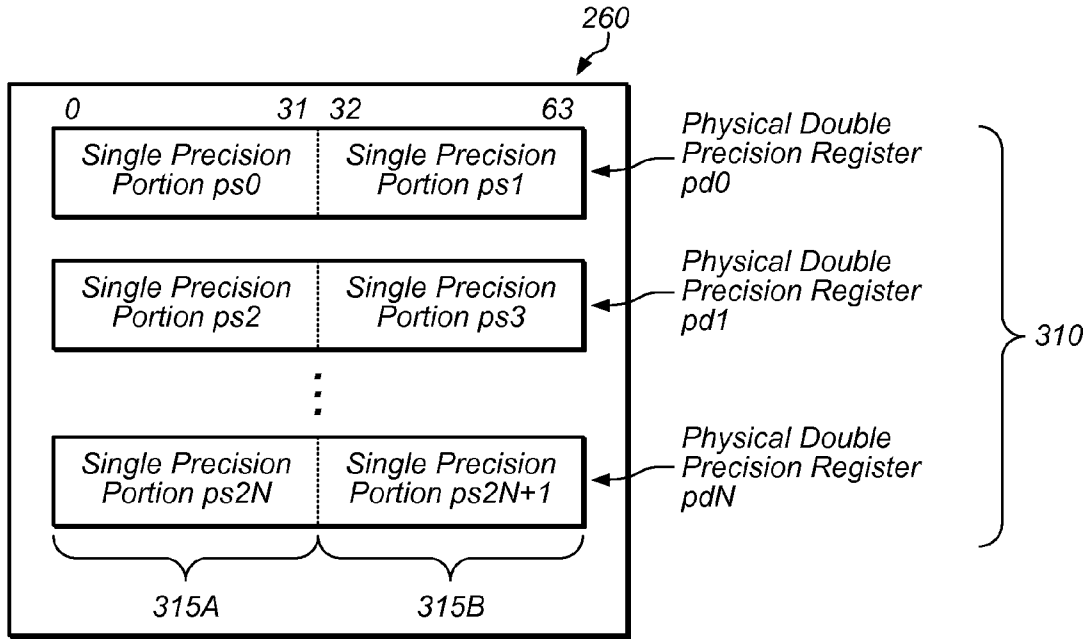 260
0 31 32 63
Single Precision Portion ps0
Single Precision Portion ps1
Physical Double
Precision Register
pd0
Single Precision Portion ps2
Single Precision Portion ps3
Physical Double
Precision Register
pd1
310
Single Precision Portion ps2N
Single Precision Portion ps2N+1
Physical Double
Precision Register
pdN
315A 315B